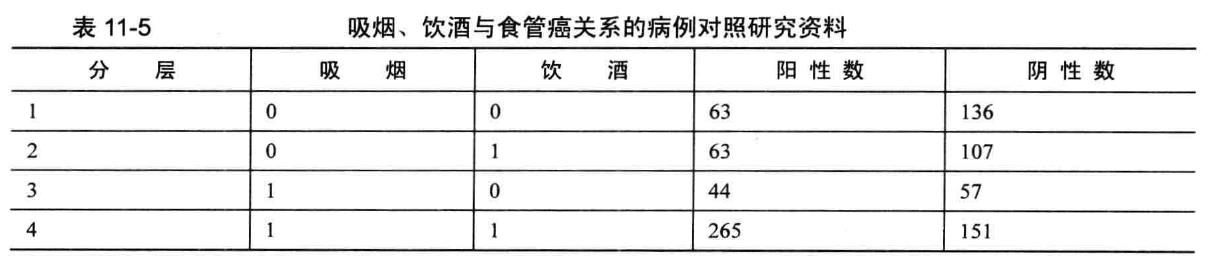 表 11-5 吸烟、饮酒与食管癌关系的病例对照研究资料
分 层 吸 烟 饮 酒 阳 性 数 阴 性 数
1 0 0 63 136
2 0 1 63 107
3 1 0 44 57
4 1 1 265 151